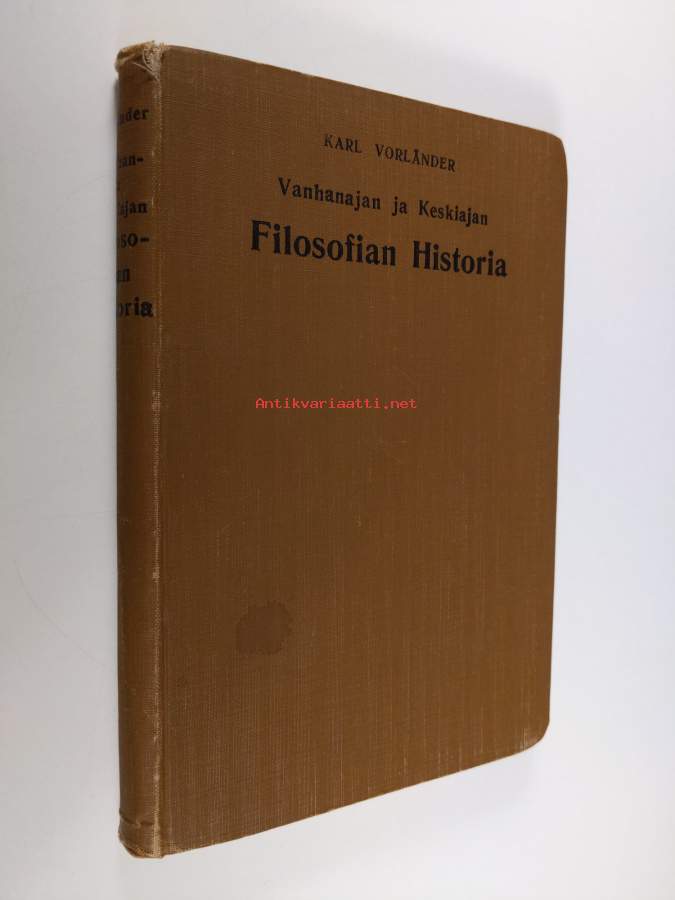 KARL VORLÄNDER
Vanhanajan ja Keskiajan
Filosofian Historia
Antikvariaatti.net